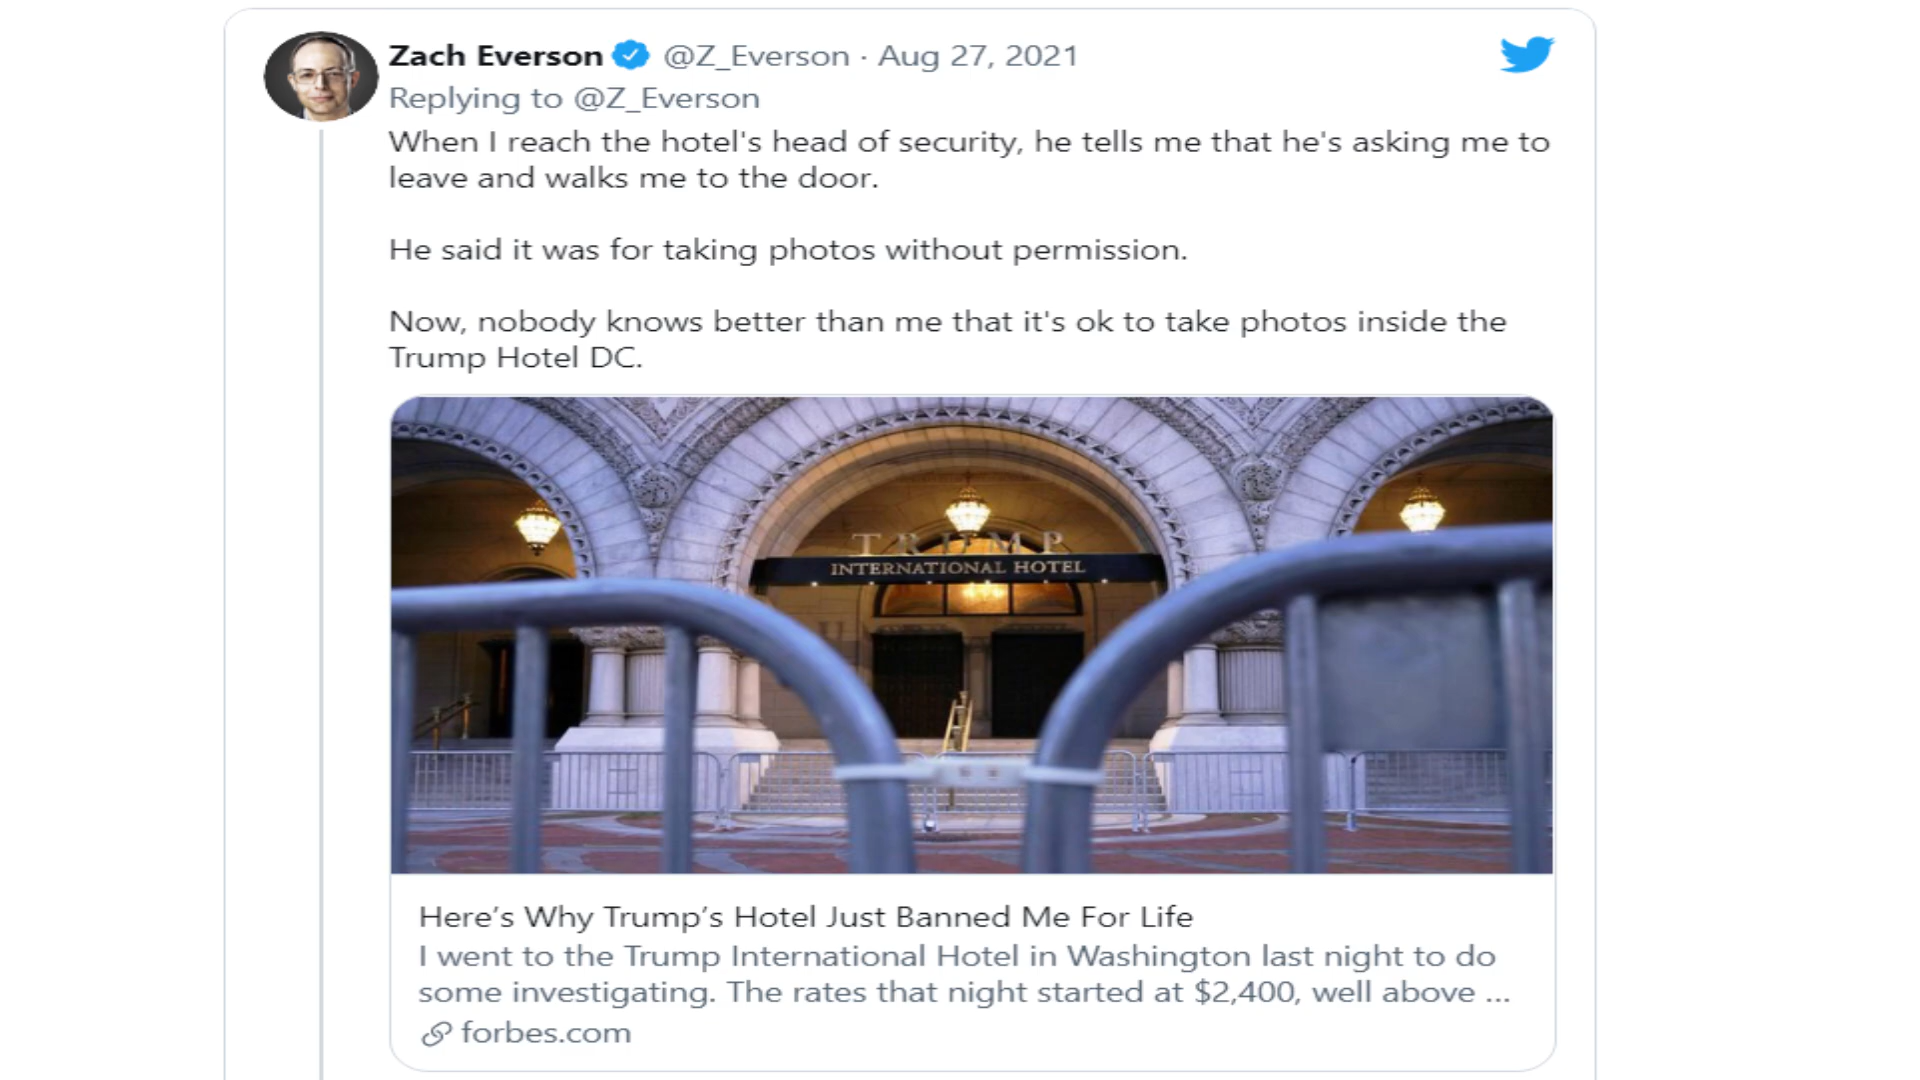 Zach Everson @Z_Everson · Aug 27, 2021
Replying to @Z_Everson
When I reach the hotel's head of security, he tells me that he's asking me to
leave and walks me to the door.
He said it was for taking photos without permission.
Now, nobody knows better than me that it's ok to take photos inside the
Trump Hotel DC.
TRUMP
INTERNATIONAL HOTEL
Here’s Why Trump’s Hotel Just Banned Me For Life
I went to the Trump International Hotel in Washington last night to do
some investigating. The rates that night started at $2,400, well above ...
forbes.com